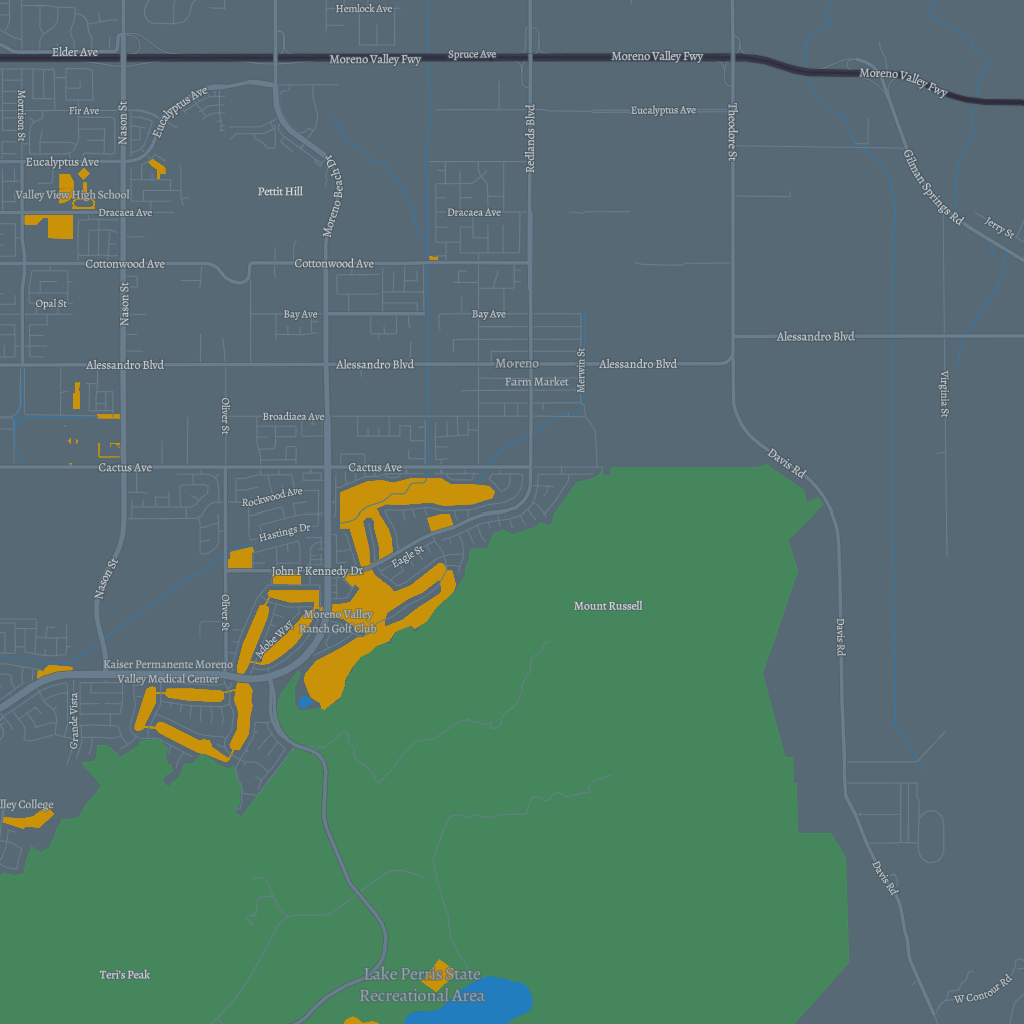 Hemlock Ave
Elder Ave
Moreno Valley Fwy
Spruce Ave
Moreno Valley Fwy
Moreno Valley Fwy
Morrison St
Fir Ave
Nason St
Eucalyptus Ave
Redlands Blvd
Eucalyptus Ave
Theodore St
Eucalyptus Ave
Valley View High School
Pettit Hill
Moreno Beach Dr
Gilman Springs Rd
Jerry St
Dracaea Ave
Dracaea Ave
Cottonwood Ave
Cottonwood Ave
Opal St
Nason St
Bay Ave
Bay Ave
Alessandro Blvd
Alessandro Blvd
Alessandro Blvd
Moreno
Farm Market
Merwin St
Alessandro Blvd
Virginia St
Oliver St
Broadiaea Ave
Cactus Ave
Cactus Ave
Davis Rd
Rockwood Ave
Hastings Dr
Eagle St
John F Kennedy Dr
Nason St
Oliver St
Adobe Way
Moreno Valley
Ranch Golf Club
Mount Russell
Davis Rd
Kaiser Permanente Moreno
Valley Medical Center
Grande Vista
lley College
Davis Rd
Teri's Peak
Lake Perris State
Recreational Area
W Contour Rd